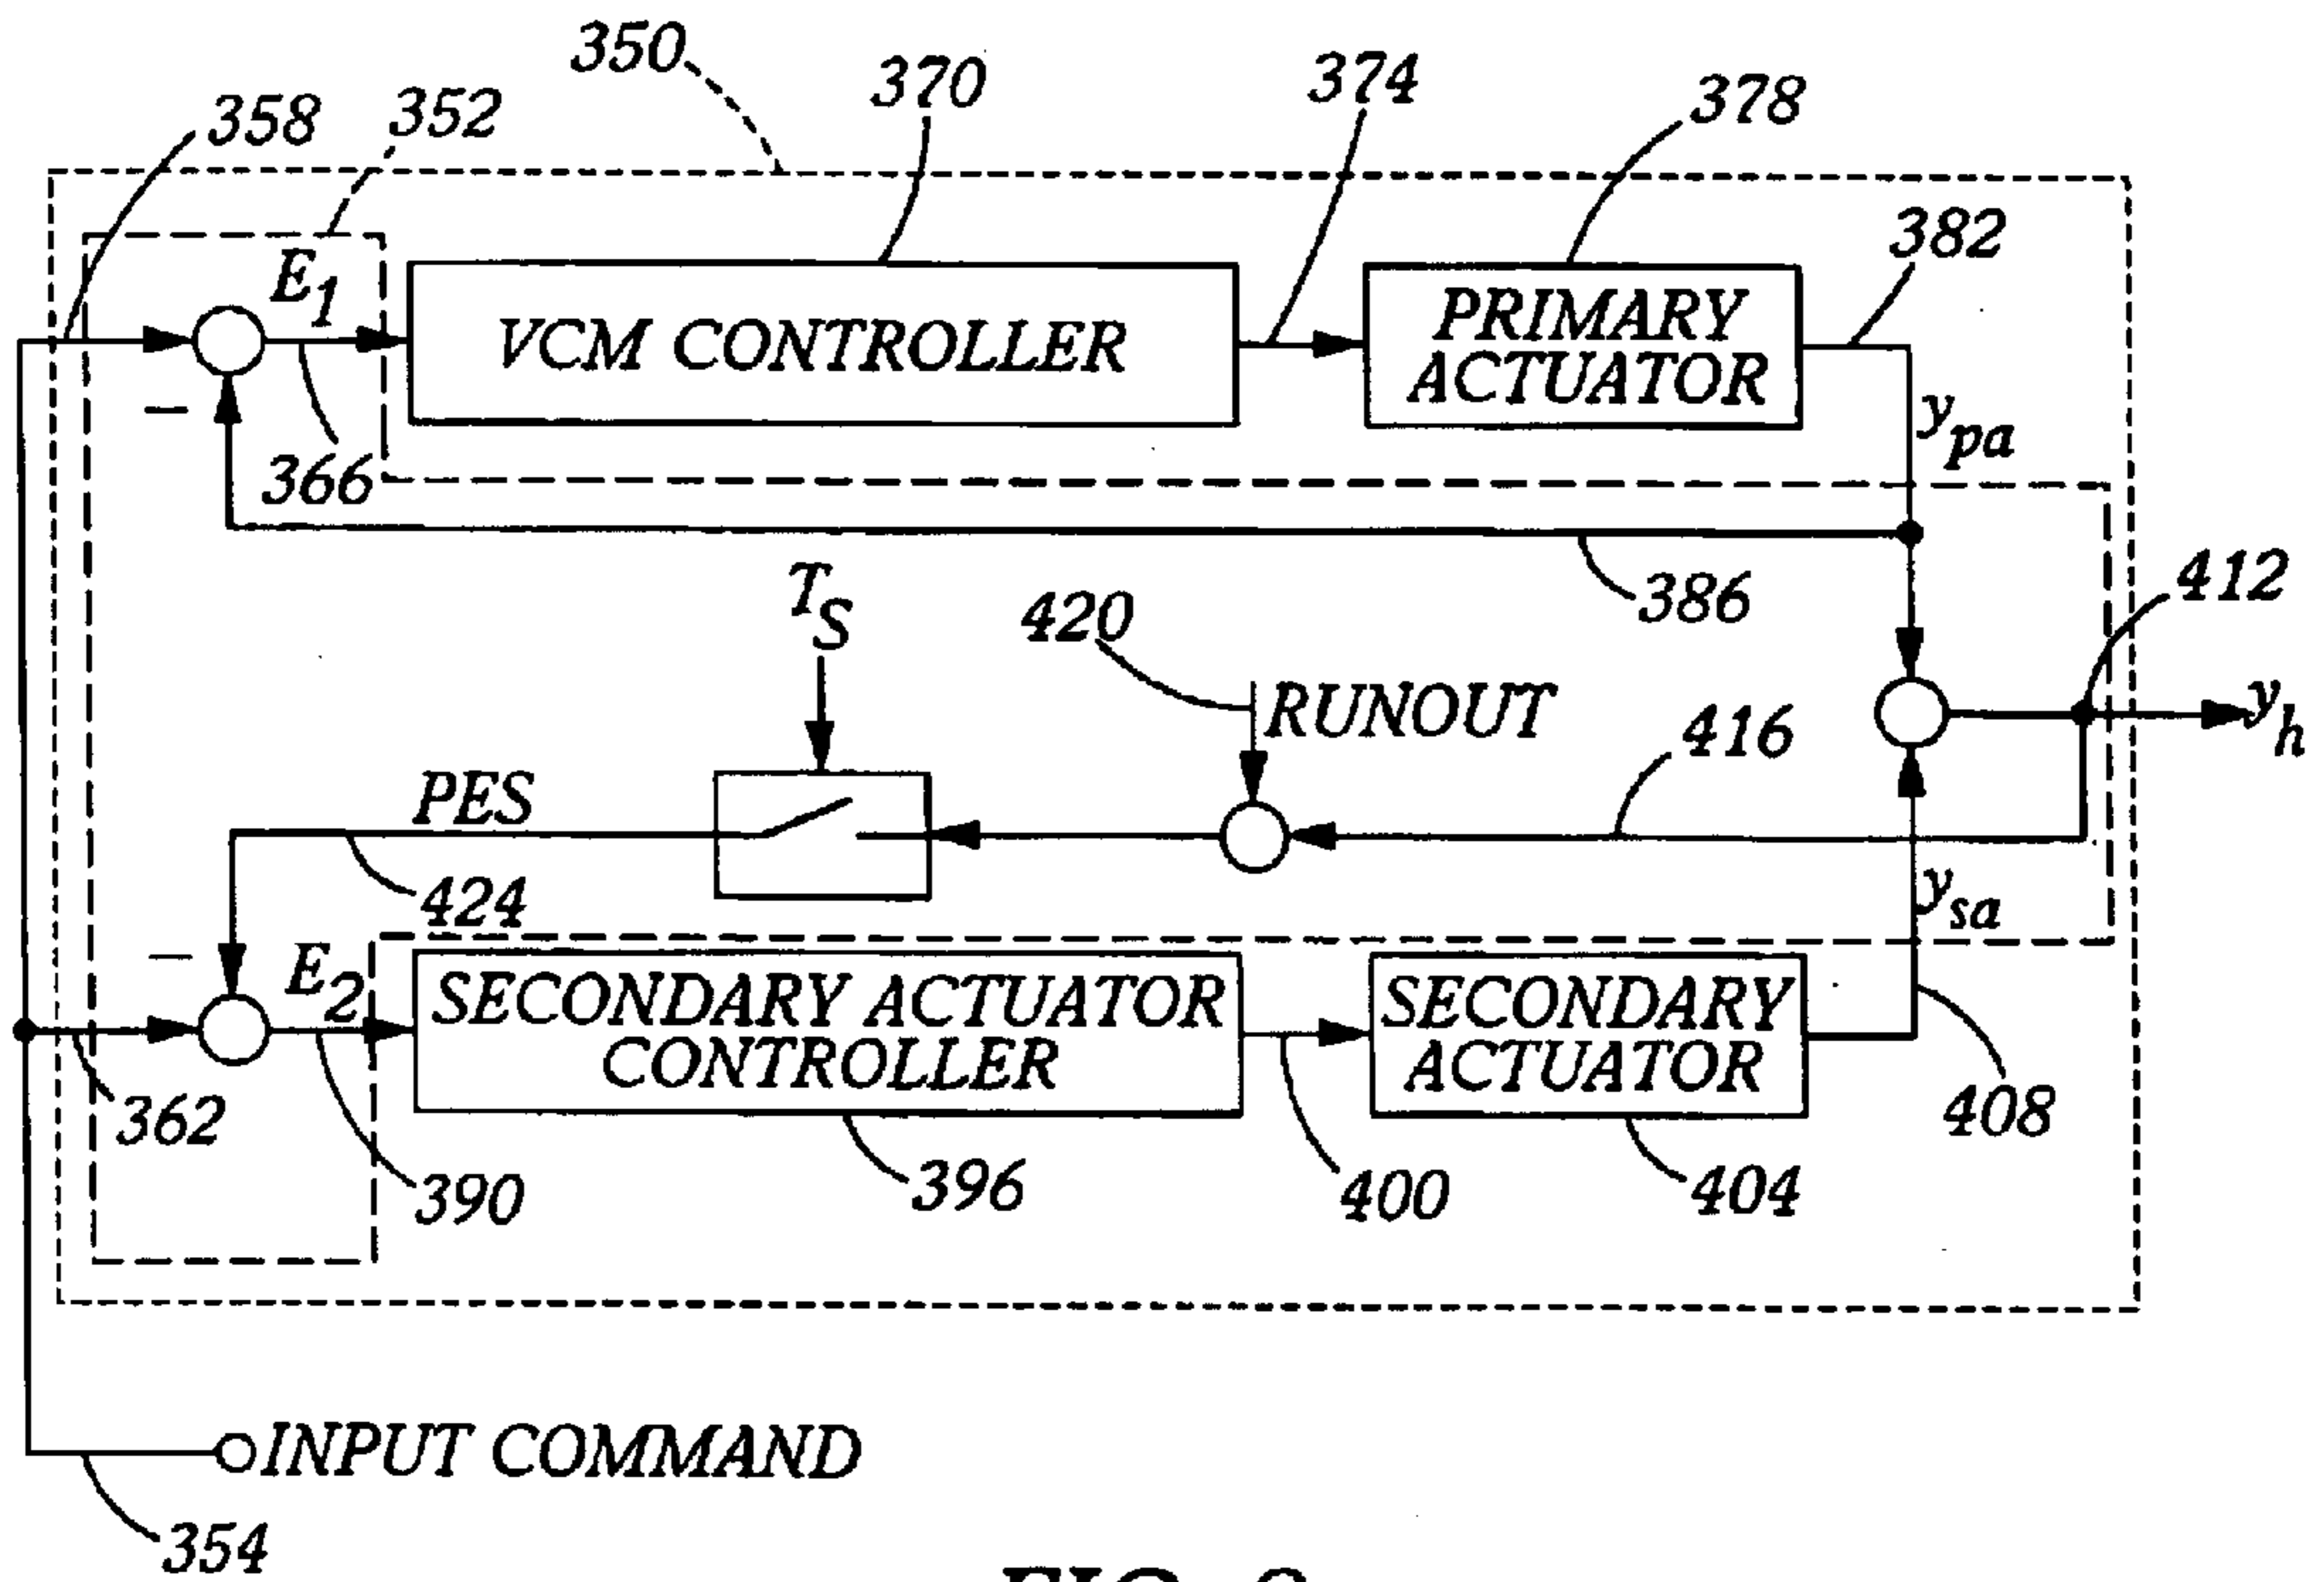 350
370
374
378
358
352
382
E1
VCM CONTROLLER
PRIMARY
ACTUATOR
ypa
−
366
386
412
TS
420
RUNOUT
416
yh
PES
424
ysa
−
E2
SECONDARY ACTUATOR
CONTROLLER
SECONDARY
ACTUATOR
362
390
396
400
404
408
INPUT COMMAND
354